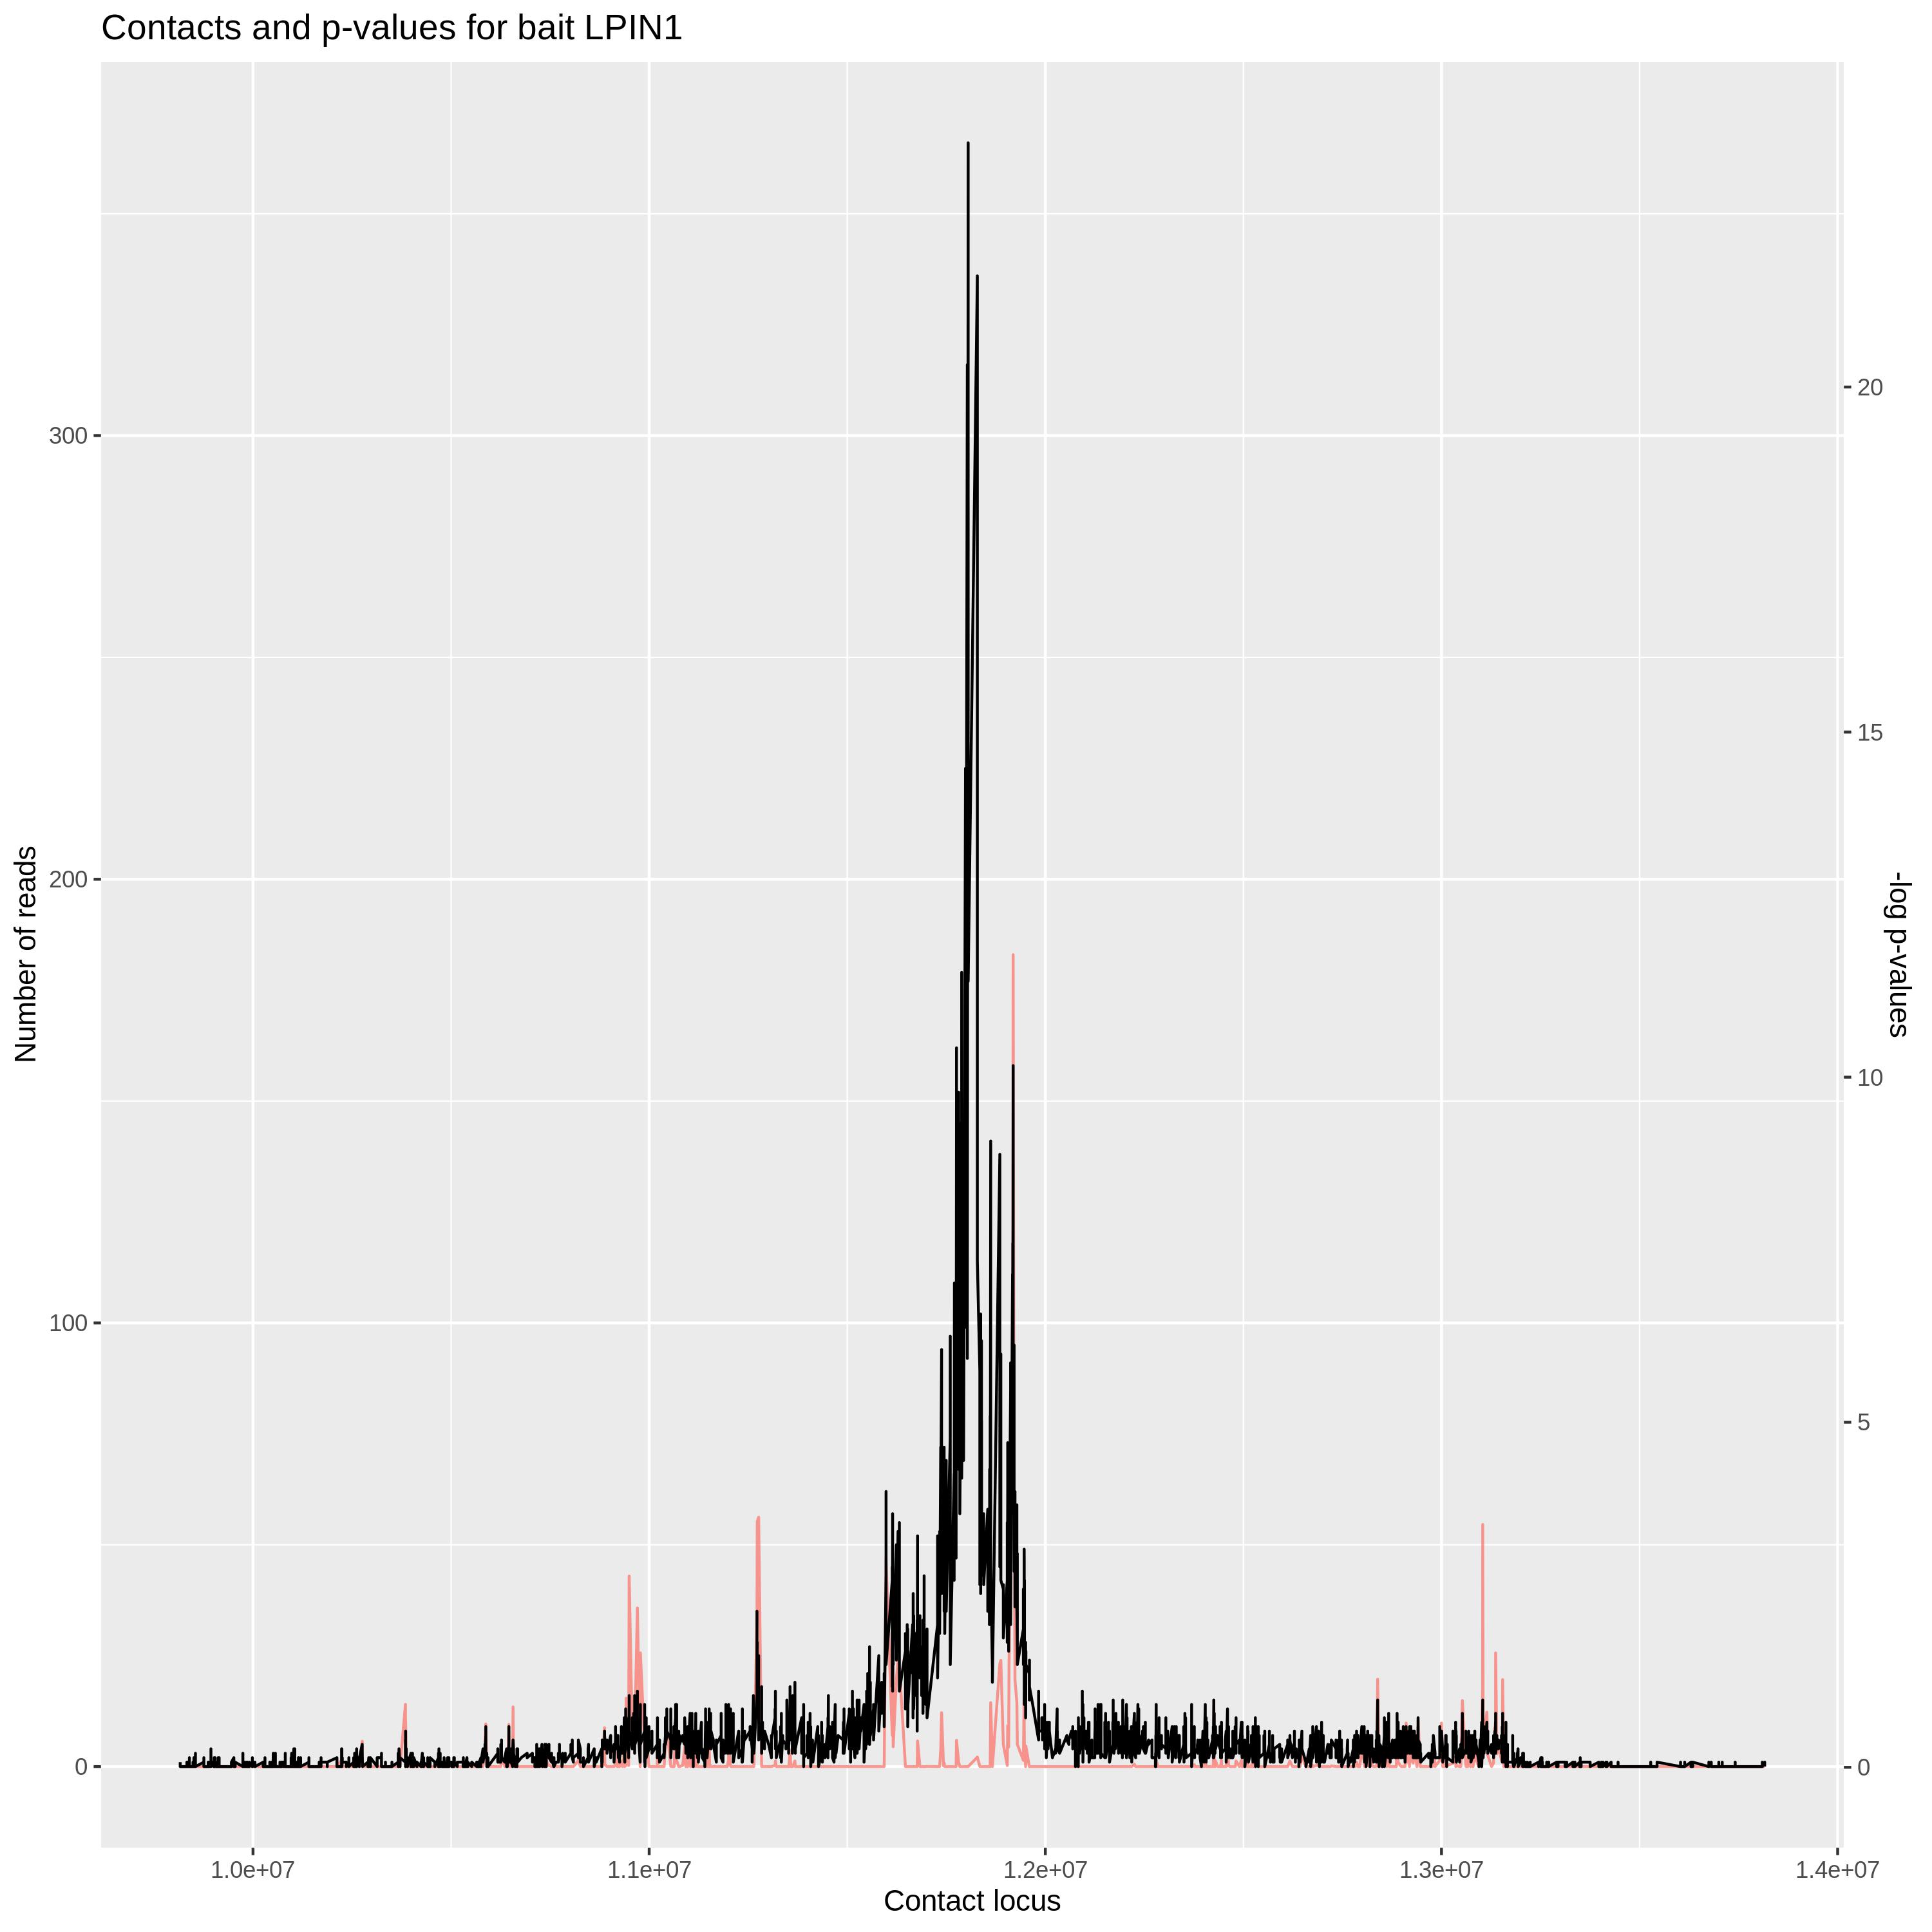 Contacts and p-values for bait LPIN1
Number of reads
300
200
100
0
20
15
10
5
0
-log p-values
1.0e+07
1.1e+07
1.2e+07
1.3e+07
1.4e+07
Contact locus